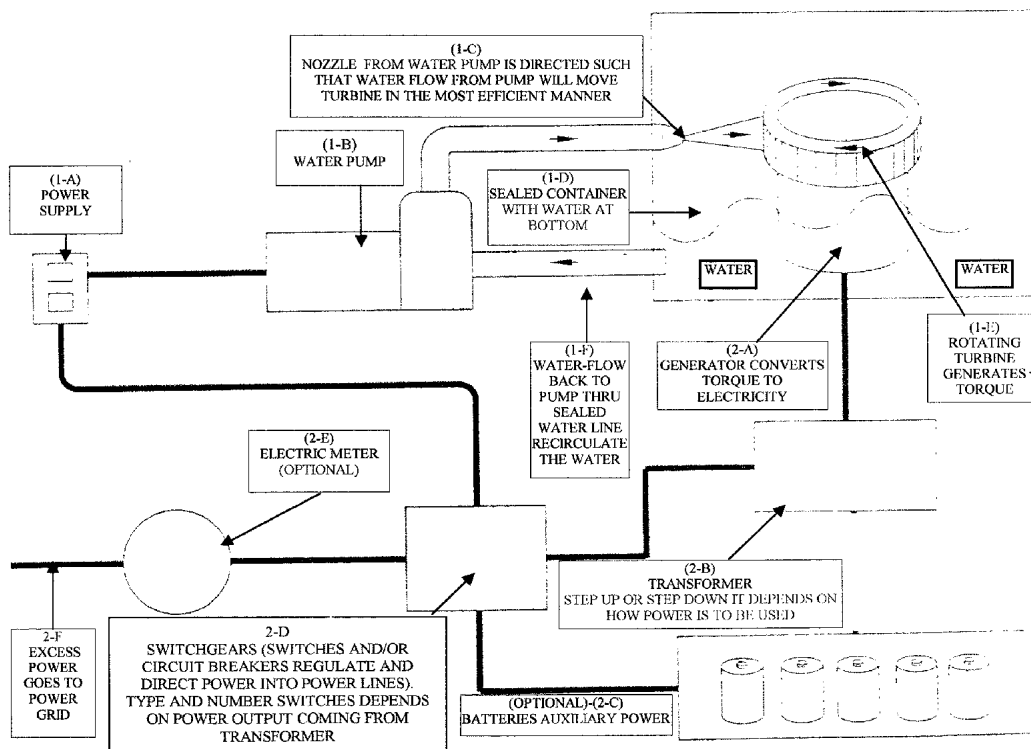 (1-C)
NOZZLE FROM WATER PUMP IS DIRECTED SUCH
THAT WATER FLOW FROM PUMP WILL MOVE
TURBINE IN THE MOST EFFICIENT MANNER
(1-B)
WATER PUMP
(1-A)
POWER
SUPPLY
(1-D)
SEALED CONTAINER
WITH WATER AT
BOTTOM
WATER
WATER
(1-E)
ROTATING
TURBINE
GENERATES
TORQUE
(1-F)
WATER-FLOW
BACK TO
PUMP THRU
SEALED
WATER LINE
RECIRCULATE
THE WATER
(2-A)
GENERATOR CONVERTS
TORQUE TO
ELECTRICITY
(2-E)
ELECTRIC METER
(OPTIONAL)
(2-B)
TRANSFORMER
STEP UP OR STEP DOWN IT DEPENDS ON
HOW POWER IS TO BE USED
2-F
EXCESS
POWER
GOES TO
POWER
GRID
2-D
SWITCHGEARS (SWITCHES AND/OR
CIRCUIT BREAKERS REGULATE AND
DIRECT POWER INTO POWER LINES).
TYPE AND NUMBER SWITCHES DEPENDS
ON POWER OUTPUT COMING FROM
TRANSFORMER
(OPTIONAL)-(2-C)
BATTERIES AUXILIARY POWER